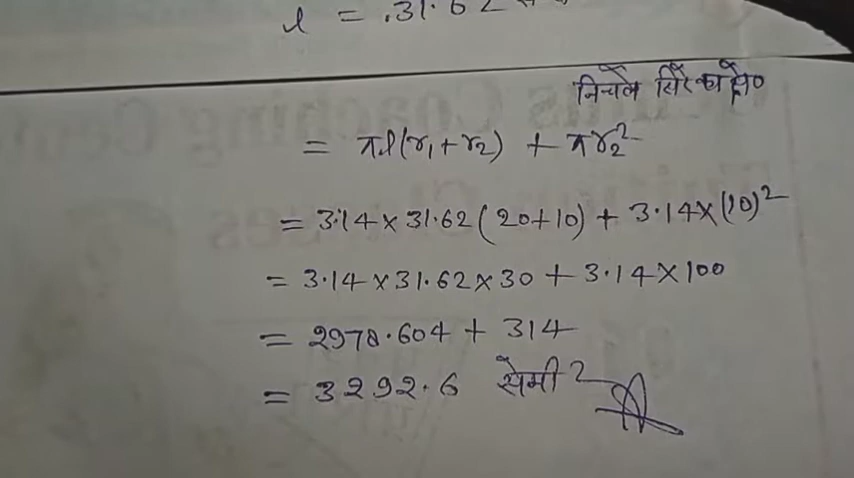 l = 31.62
निचले सिरे का क्षे०
= πl(r₁+r₂) + πr₂²
= 3.14 × 31.62 (20+10) + 3.14×(10)²
= 3.14 × 31.62 × 30 + 3.14 × 100
= 2978.604 + 314
= 3292.6 सेमी²